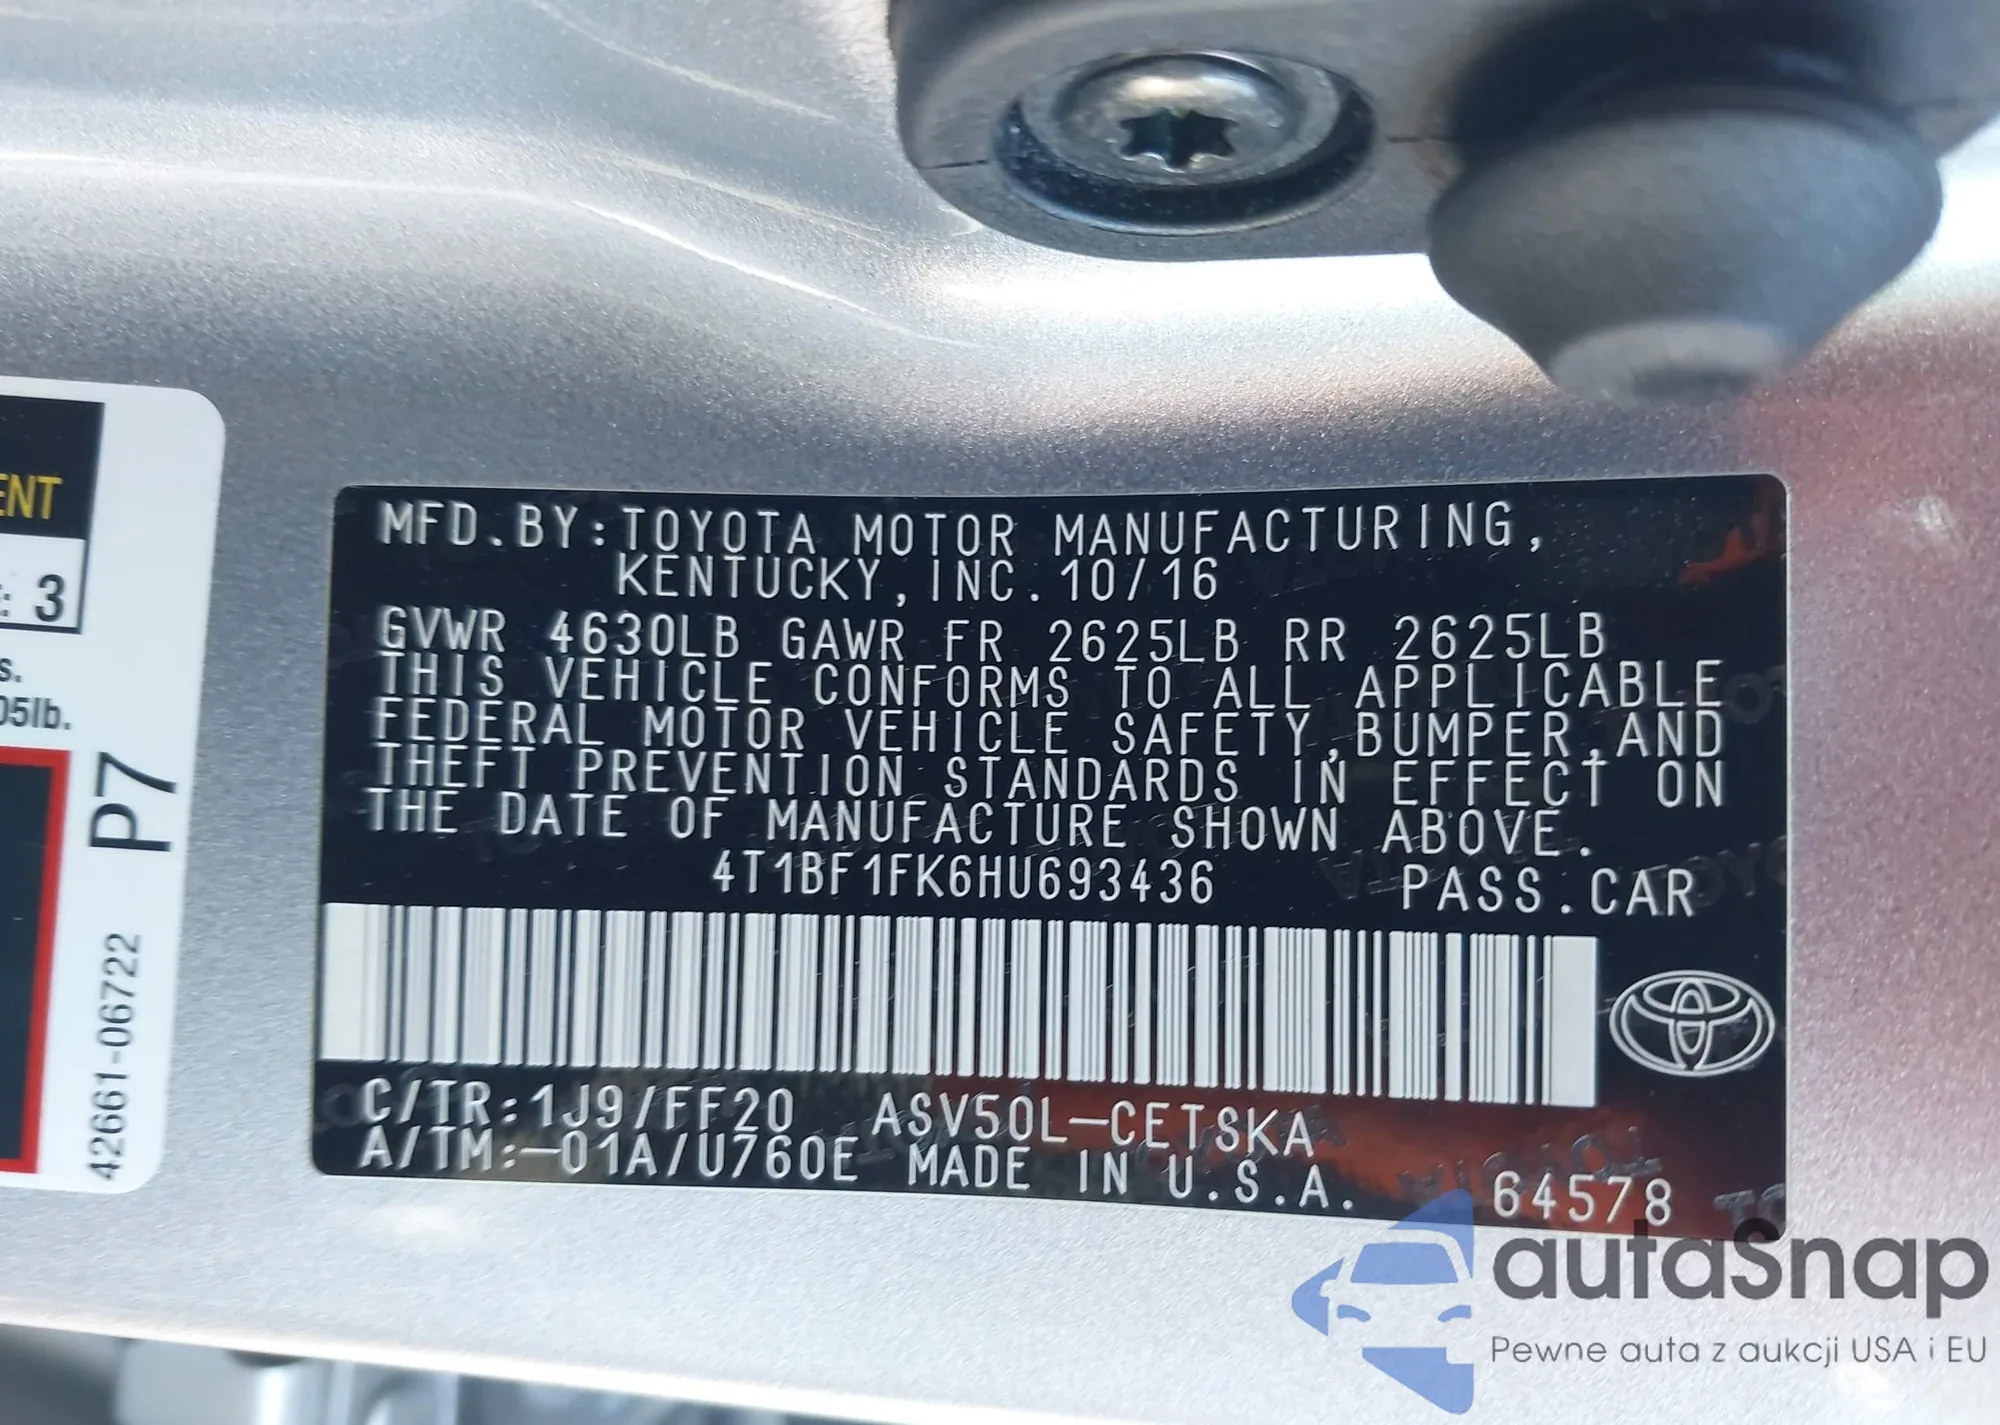 MFD.BY:TOYOTA MOTOR MANUFACTURING,
KENTUCKY,INC.10/16
GVWR 4630LB GAWR FR 2625LB RR 2625LB
THIS VEHICLE CONFORMS TO ALL APPLICABLE
FEDERAL MOTOR VEHICLE SAFETY,BUMPER,AND
THEFT PREVENTION STANDARDS IN EFFECT ON
THE DATE OF MANUFACTURE SHOWN ABOVE.
4T1BF1FK6HU693436 PASS.CAR
C/TR:1J9/FF20 ASV50L-CETSKA
A/TM:-01A/U760E MADE IN U.S.A. 64578
ENT
: 3
s.
05lb.
P7
42661-06722
autaSnap
Pewne auta z aukcji USA i EU